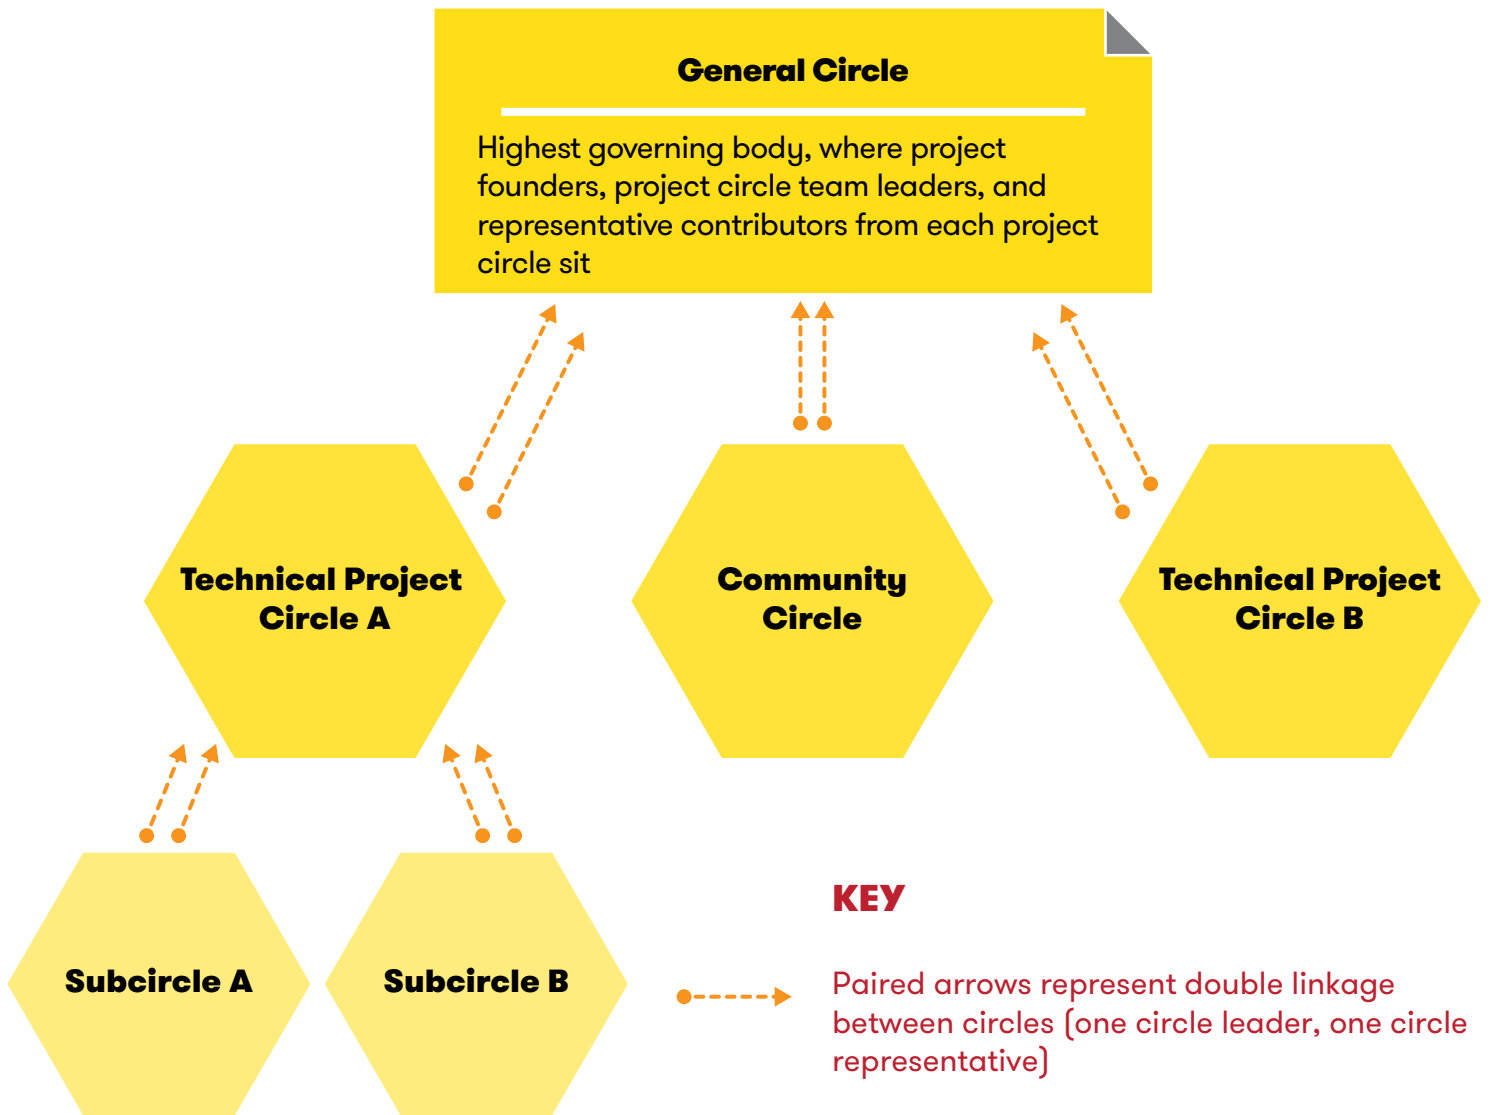 General Circle
Highest governing body, where project
founders, project circle team leaders, and
representative contributors from each project
circle sit
Technical Project
Circle A
Community
Circle
Technical Project
Circle B
Subcircle A
Subcircle B
KEY
Paired arrows represent double linkage
between circles (one circle leader, one circle
representative)